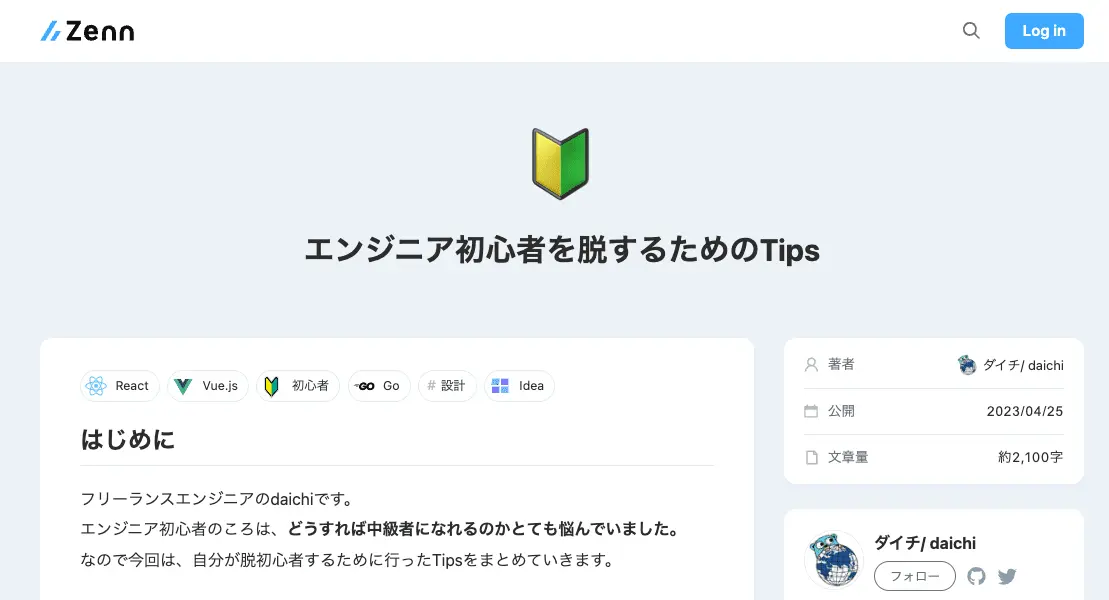 Zenn
Log in
エンジニア初心者を脱するためのTips
React Vue.js 初心者 GO Go # 設計 Idea
はじめに
フリーランスエンジニアのdaichiです。
エンジニア初心者のころは、どうすれば中級者になれるのかとても悩んでいました。
なので今回は、自分が脱初心者するために行ったTipsをまとめていきます。
著者 ダイチ/ daichi
公開 2023/04/25
文章量 約2,100字
ダイチ/ daichi
フォロー